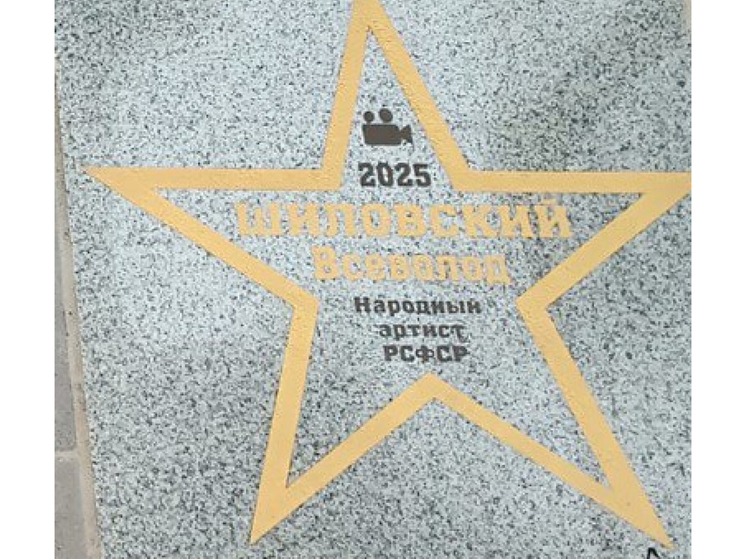 2025
ШИЛОВСКИЙ
Всеволод
Народный
артист
РСФСР